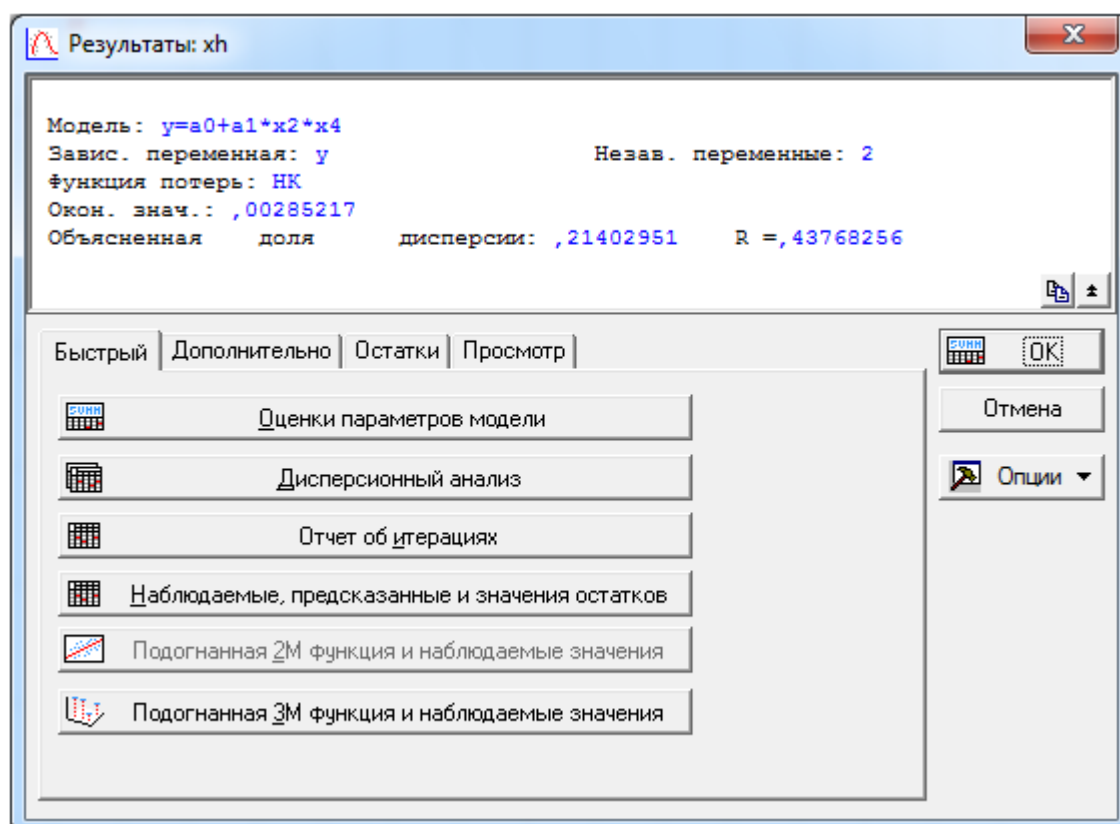 Результаты: xh
Модель: y=a0+a1*x2*x4
Завис. переменная: y Незав. переменные: 2
Функция потерь: НК
Окон. знач.: ,00285217
Объясненная доля дисперсии: ,21402951 R =,43768256
Быстрый Дополнительно Остатки Просмотр
OK
Оценки параметров модели
Отмена
Дисперсионный анализ
Опции
Отчет об итерациях
Наблюдаемые, предсказанные и значения остатков
Подогнанная 2М функция и наблюдаемые значения
Подогнанная 3М функция и наблюдаемые значения